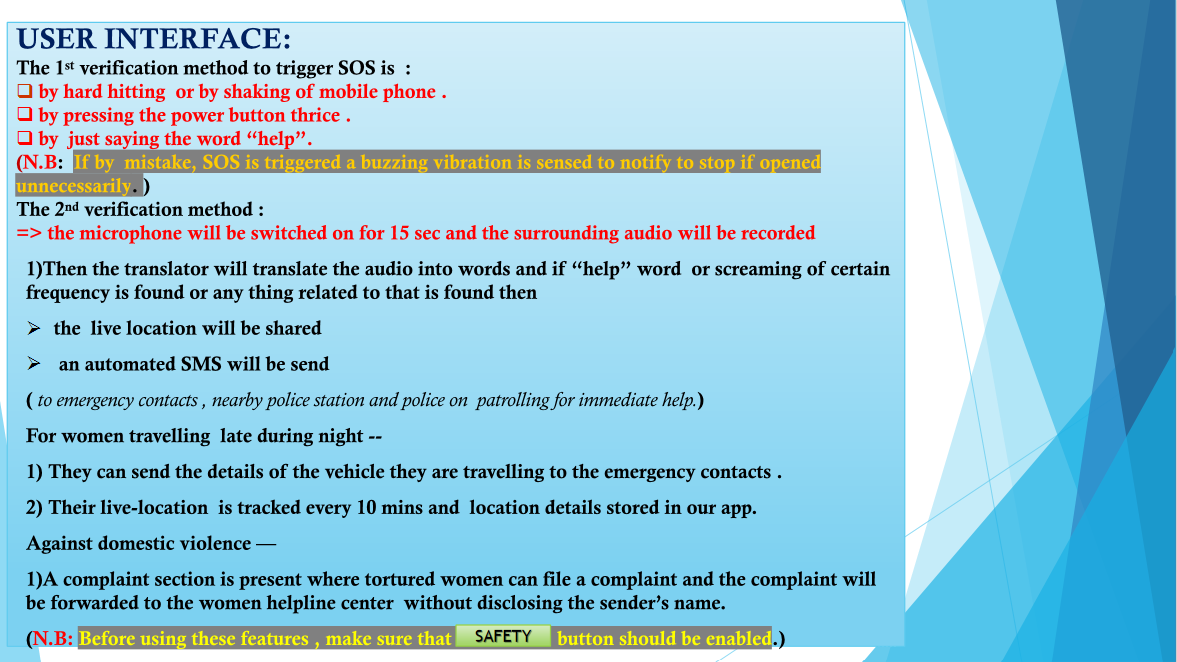 USER INTERFACE:
The 1st verification method to trigger SOS is :
❑ by hard hitting or by shaking of mobile phone .
❑ by pressing the power button thrice .
❑ by just saying the word “help”.
(N.B: If by mistake, SOS is triggered a buzzing vibration is sensed to notify to stop if opened
unnecessarily. )
The 2nd verification method :
=> the microphone will be switched on for 15 sec and the surrounding audio will be recorded
1)Then the translator will translate the audio into words and if “help” word or screaming of certain
frequency is found or any thing related to that is found then
➢ the live location will be shared
➢ an automated SMS will be send
( to emergency contacts , nearby police station and police on patrolling for immediate help.)
For women travelling late during night --
1) They can send the details of the vehicle they are travelling to the emergency contacts .
2) Their live-location is tracked every 10 mins and location details stored in our app.
Against domestic violence —
1)A complaint section is present where tortured women can file a complaint and the complaint will
be forwarded to the women helpline center without disclosing the sender’s name.
(N.B: Before using these features , make sure that SAFETY button should be enabled.)